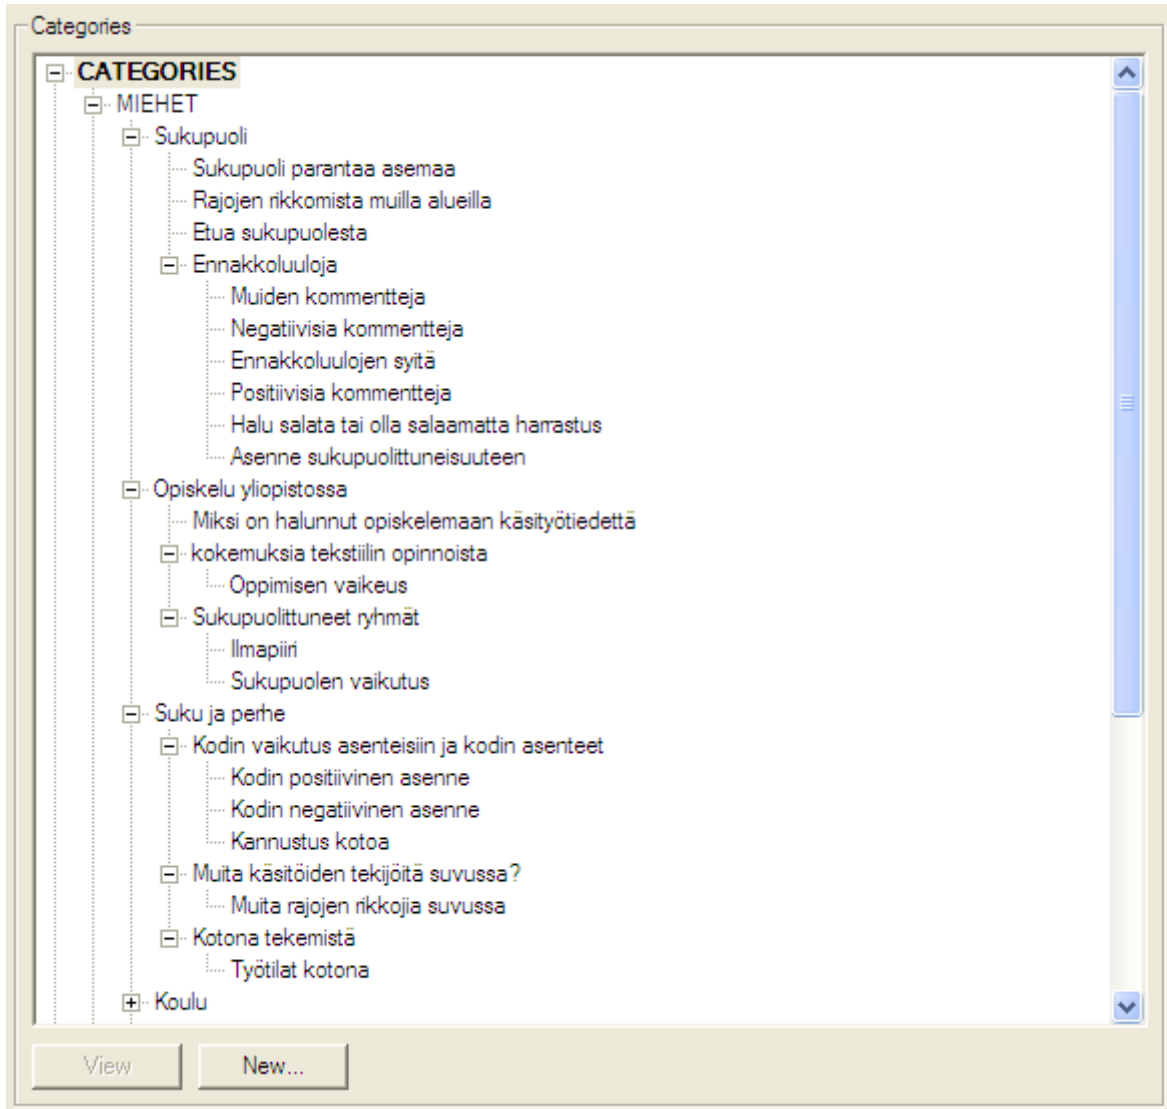 Categories
CATEGORIES
MIEHET
Sukupuoli
Sukupuoli parantaa asemaa
Rajojen rikkomista muilla alueilla
Etua sukupuolesta
Ennakkoluuloja
Muiden kommentteja
Negatiivisia kommentteja
Ennakkoluulojen syitä
Positiivisia kommentteja
Halu salata tai olla salaamatta harrastus
Asenne sukupuolittuneisuuteen
Opiskelu yliopistossa
Miksi on halunnut opiskelemaan käsityötiedettä
kokemuksia tekstiilin opinnoista
Oppimisen vaikeus
Sukupuolittuneet ryhmät
Ilmapiiri
Sukupuolen vaikutus
Suku ja perhe
Kodin vaikutus asenteisiin ja kodin asenteet
Kodin positiivinen asenne
Kodin negatiivinen asenne
Kannustus kotoa
Muita käsitöiden tekijöitä suvussa?
Muita rajojen rikkojia suvussa
Kotona tekemistä
Työtilat kotona
Koulu
View New...